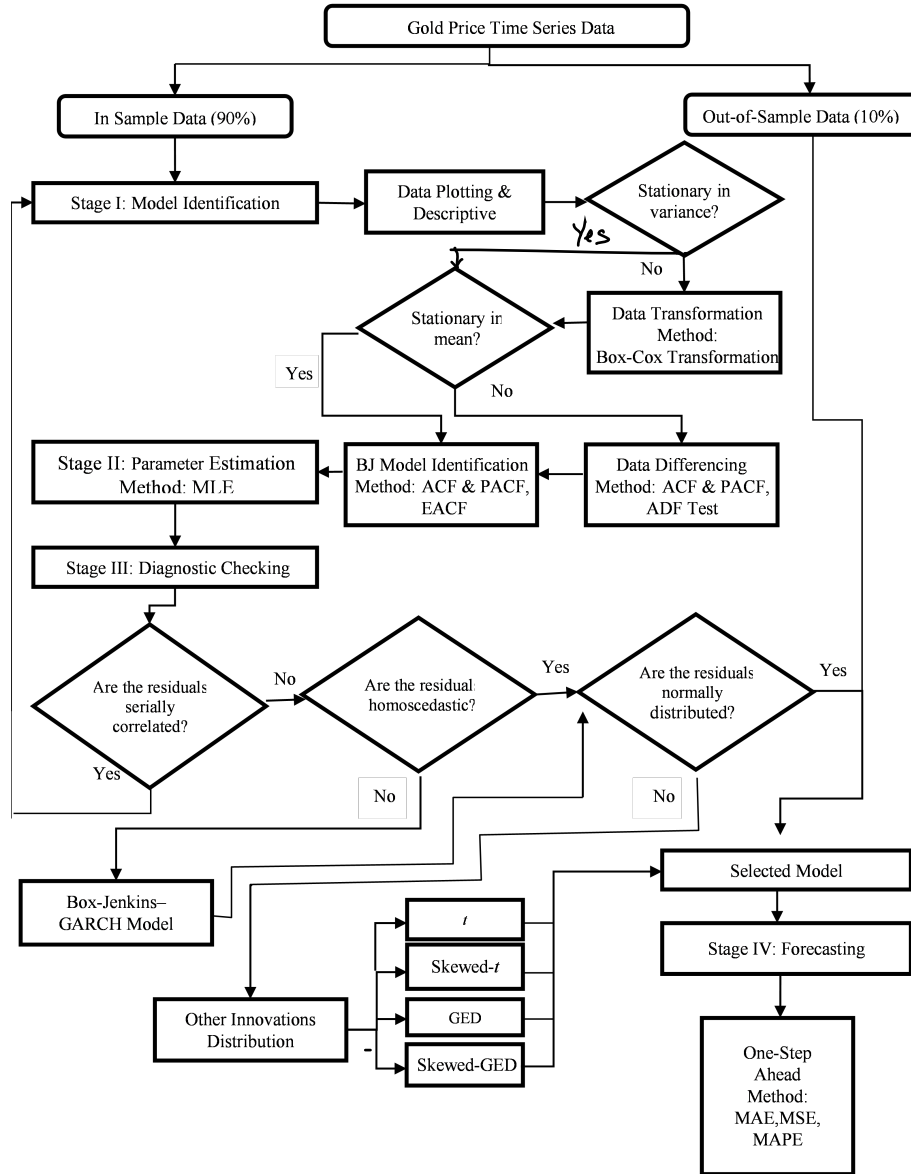 Gold Price Time Series Data
In Sample Data (90%)
Out-of-Sample Data (10%)
Stage I: Model Identification
Data Plotting &
Descriptive
Stationary in
variance?
Yes
No
Data Transformation
Method:
Box-Cox Transformation
Stationary in
mean?
Yes
No
Stage II: Parameter Estimation
Method: MLE
BJ Model Identification
Method: ACF & PACF,
EACF
Data Differencing
Method: ACF & PACF,
ADF Test
Stage III: Diagnostic Checking
Are the residuals
serially
correlated?
No
Yes
Are the residual:
homoscedastic?
Yes
No
Are the residuals
normally
distributed?
Yes
No
Box-Jenkins–
GARCH Model
Selected Model
Stage IV: Forecasting
Other Innovations
Distribution
t
Skewed-t
GED
Skewed-GED
One-Step
Ahead
Method:
MAE,MSE,
MAPE